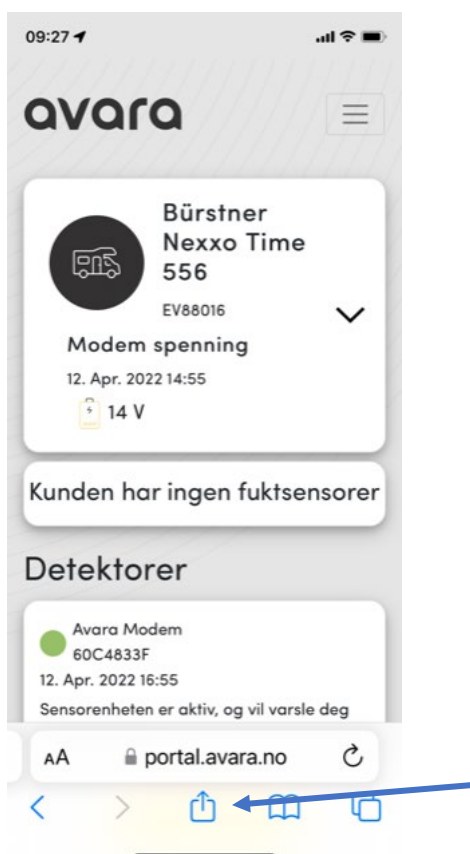 09:27
avara
Bürstner
Nexxo Time
556
EV88016
Modem spenning
12. Apr. 2022 14:55
14 V
Kunden har ingen fuktsensorer
Detektorer
Avara Modem
60C4833F
12. Apr. 2022 16:55
Sensorenheten er aktiv, og vil varsle deg
AA portal.avara.no